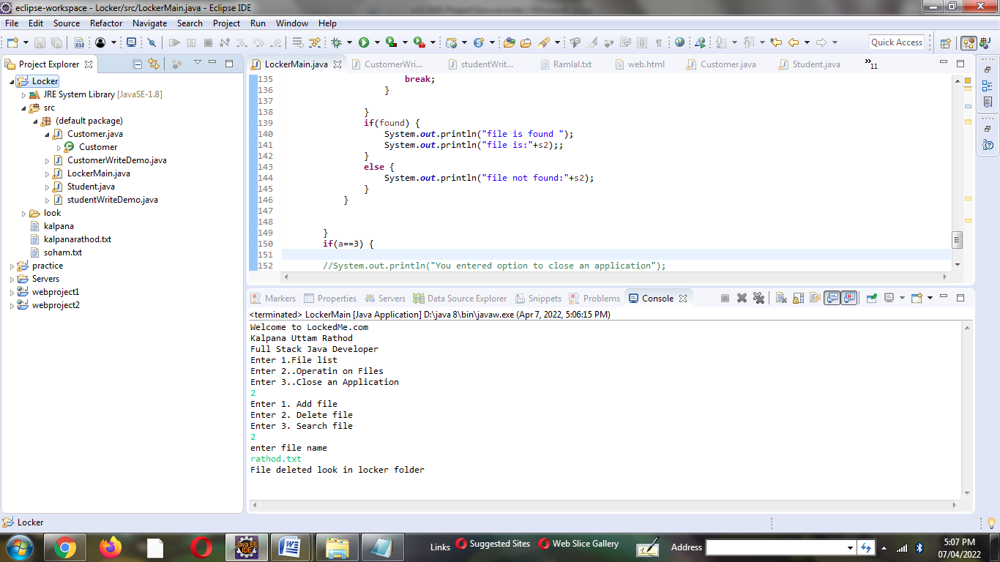 eclipse-workspace - Locker/src/LockerMain.java - Eclipse IDE
File Edit Source Refactor Navigate Search Project Run Window Help
Quick Access
Project Explorer
Locker
JRE System Library [JavaSE-1.8]
src
(default package)
Customer.java
Customer
CustomerWriteDemo.java
LockerMain.java
Student.java
studentWriteDemo.java
look
kalpana
kalpanarathod.txt
soham.txt
practice
Servers
webproject1
webproject2
LockerMain.java CustomerWri... studentWrit... Ramlal.txt web.html Customer.java Student.java »11
135 break;
136 }
137
138 }
139 if(found) {
140 System.out.println("file is found ");
141 System.out.println("file is:"+s2);;
142 }
143 else {
144 System.out.println("file not found:"+s2);
145 }
146 }
147
148
149 }
150 if(a==3) {
151
152 //System.out.println("You entered option to close an application");
Markers Properties Servers Data Source Explorer Snippets Problems Console
<terminated> LockerMain [Java Application] D:\java 8\bin\javaw.exe (Apr 7, 2022, 5:06:15 PM)
Welcome to LockedMe.com
Kalpana Uttam Rathod
Full Stack Java Developer
Enter 1.File list
Enter 2..Operatin on Files
Enter 3..Close an Application
2
Enter 1. Add file
Enter 2. Delete file
Enter 3. Search file
2
enter file name
rathod.txt
File deleted look in locker folder
Locker
Java EE IDE
Links Suggested Sites Web Slice Gallery Address
5:07 PM
07/04/2022